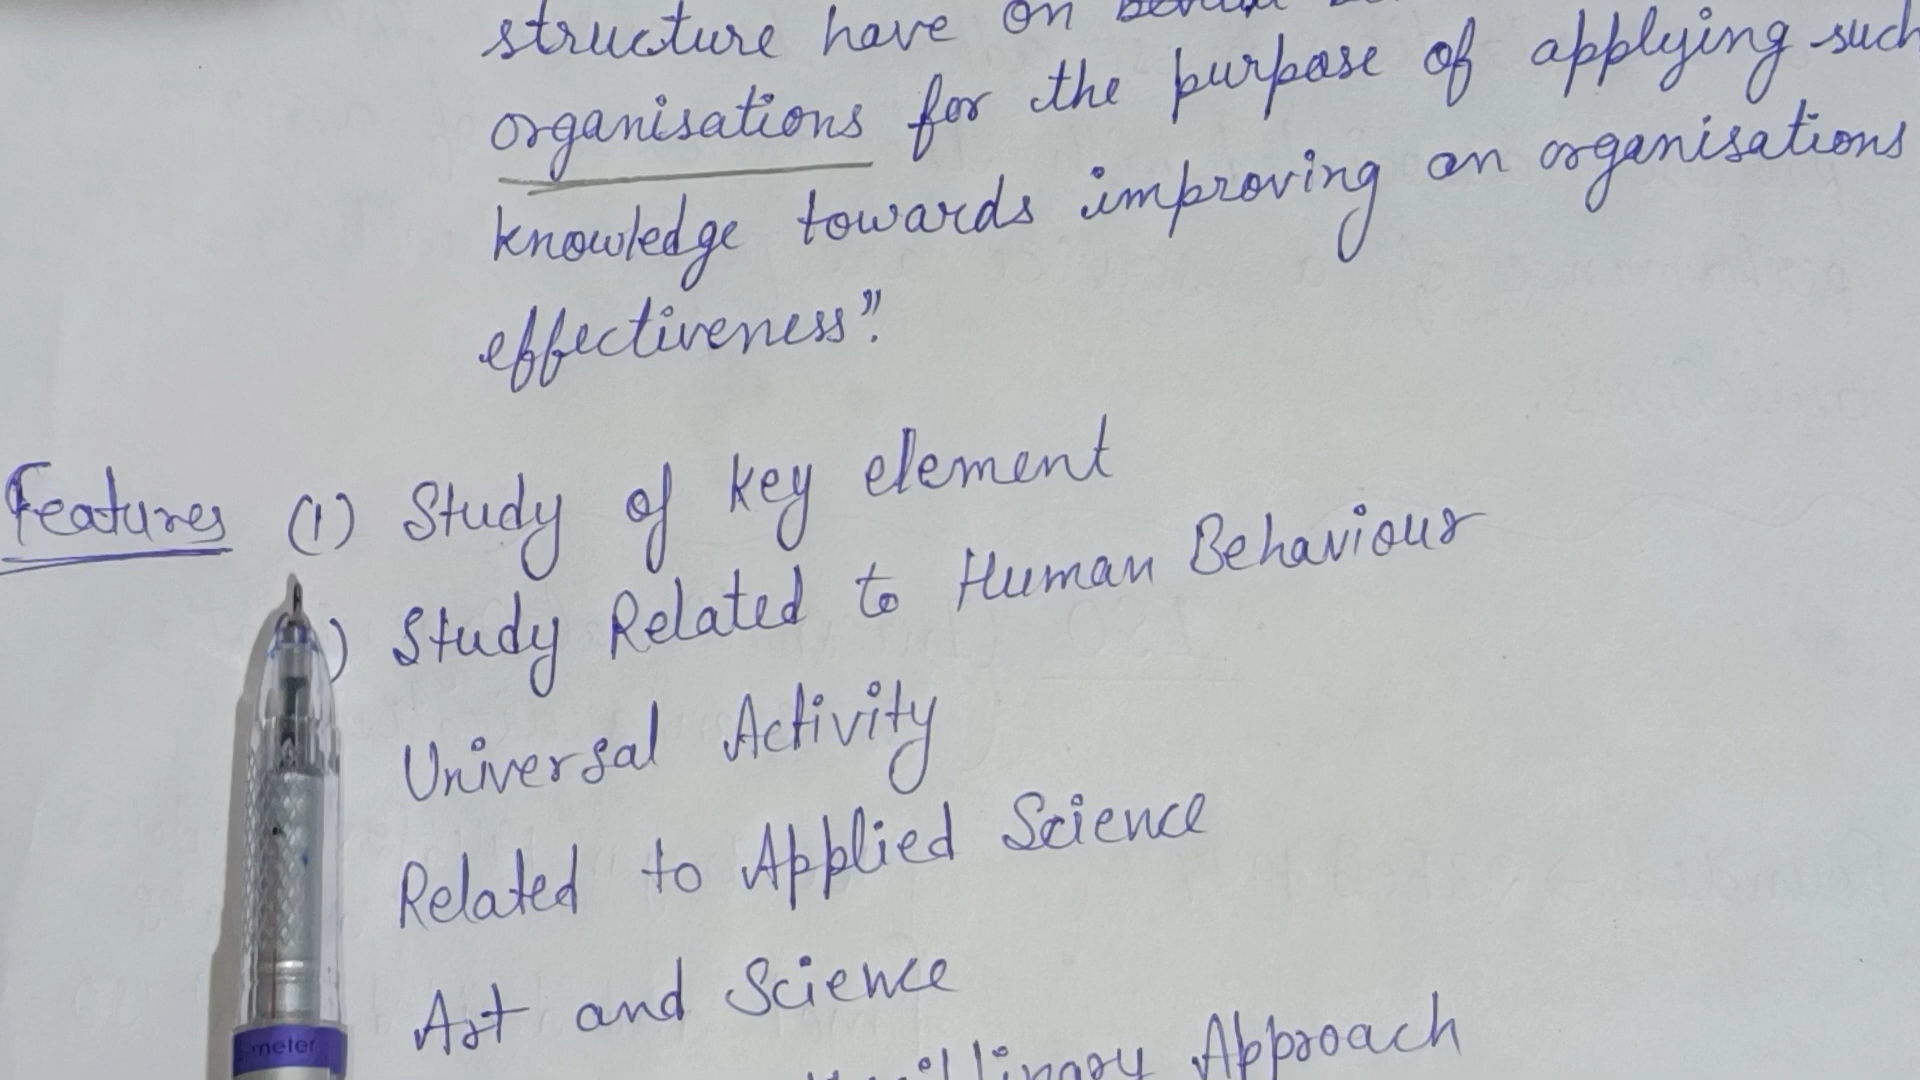 structure have on
organisations for the purpose of applying such
knowledge towards improving an organisations
effectiveness".
Features (1) Study of key element
) Study Related to Human Behaviour
Universal Activity
Related to Applied Science
Art and Science
Approach
meter